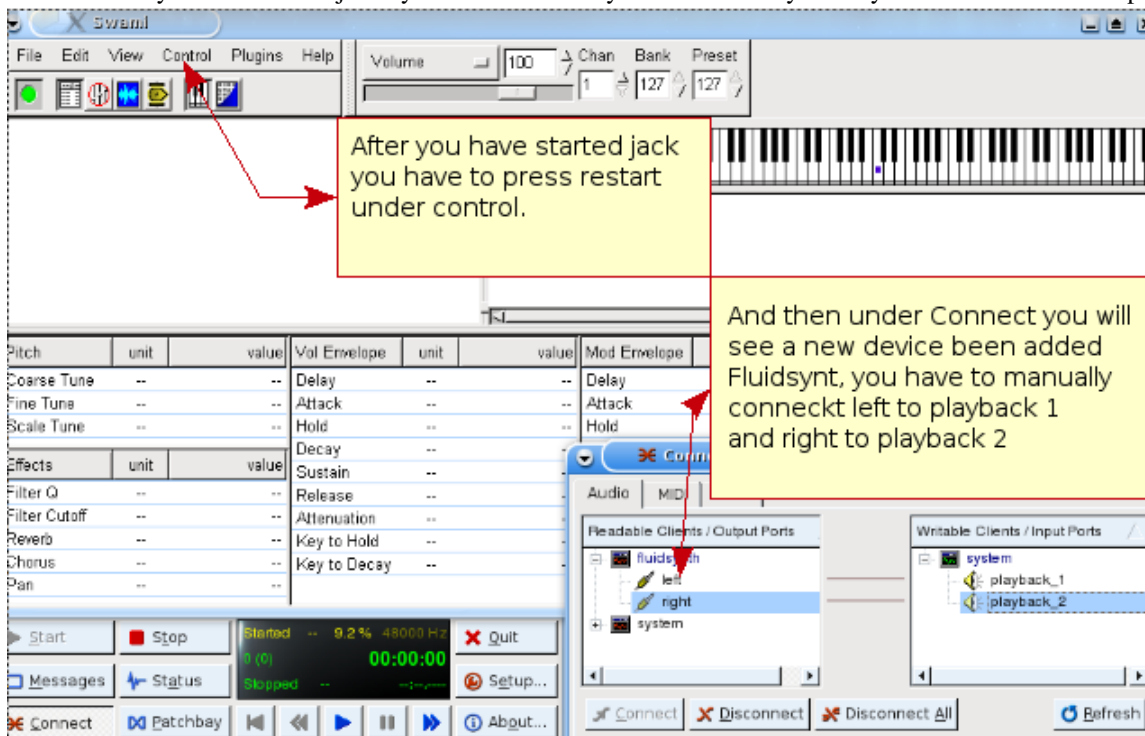 Swami
File Edit View Control Plugins Help
Volume 100
Chan Bank Preset
1 127 127
After you have started jack
you have to press restart
under control.
And then under Connect you will
see a new device been added
Fluidsynt, you have to manually
conneckt left to playback 1
and right to playback 2
Pitch unit value
Coarse Tune -- --
Fine Tune -- --
Scale Tune -- --
Effects unit value
Filter Q -- --
Filter Cutoff -- --
Reverb -- --
Chorus -- --
Pan -- --
Vol Envelope unit value
Delay -- --
Attack -- --
Hold -- --
Decay --
Sustain --
Release --
Attenuation --
Key to Hold --
Key to Decay --
Mod Envelope
Delay
Attack
Hold
Audio MIDI
Readable Clients / Output Ports
left
right
system
Writable Clients / Input Ports
system
playback_1
playback_2
Connect Disconnect Disconnect All Refresh
Start Stop
Messages Status
Connect Patchbay
Started -- 9.2 % 48000 Hz
0 (0) 00:00:00
Stopped -- --:--.----
Quit
Setup...
About...